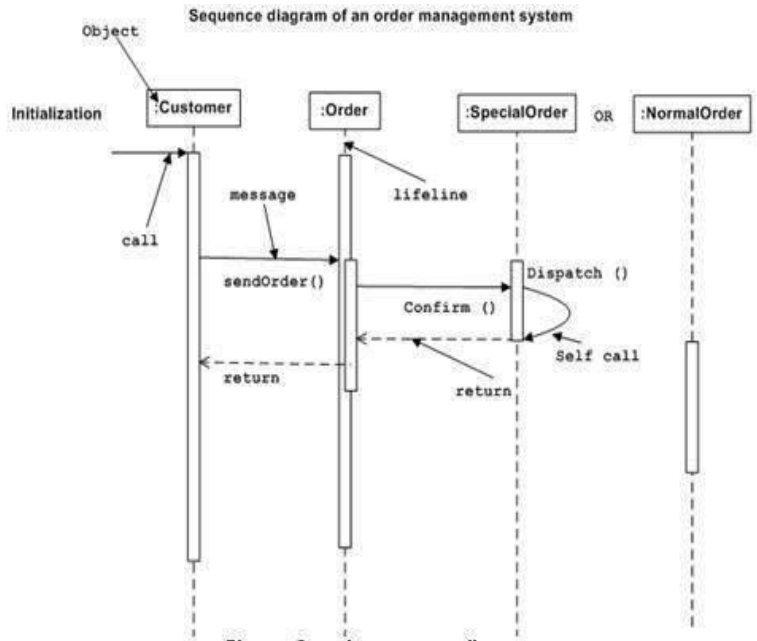 Sequence diagram of an order management system
Object
Initialization
:Customer
:Order
:SpecialOrder
OR
:NormalOrder
message
lifeline
call
sendOrder()
Dispatch ()
Confirm ()
Self call
return
return